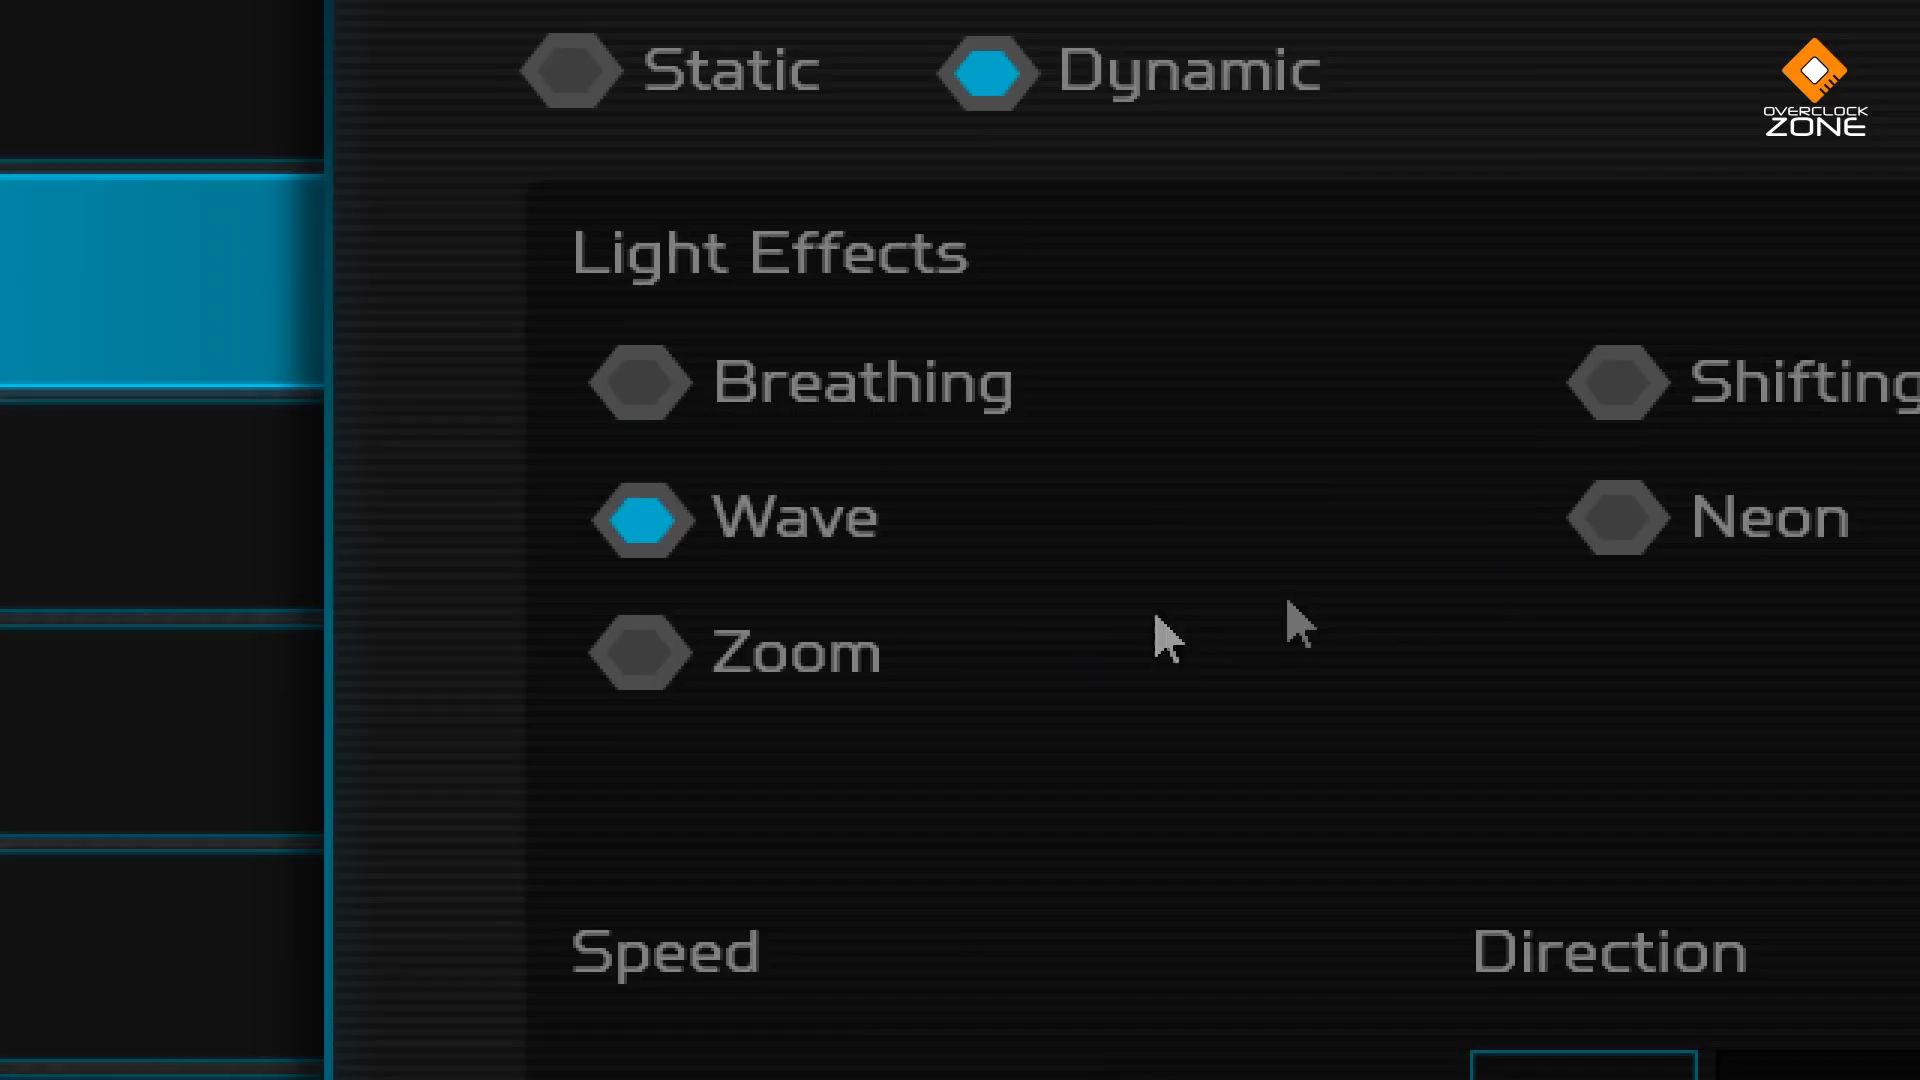 Static Dynamic
OVERCLOCK
ZONE
Light Effects
Breathing Shifting
Wave Neon
Zoom
Speed Direction